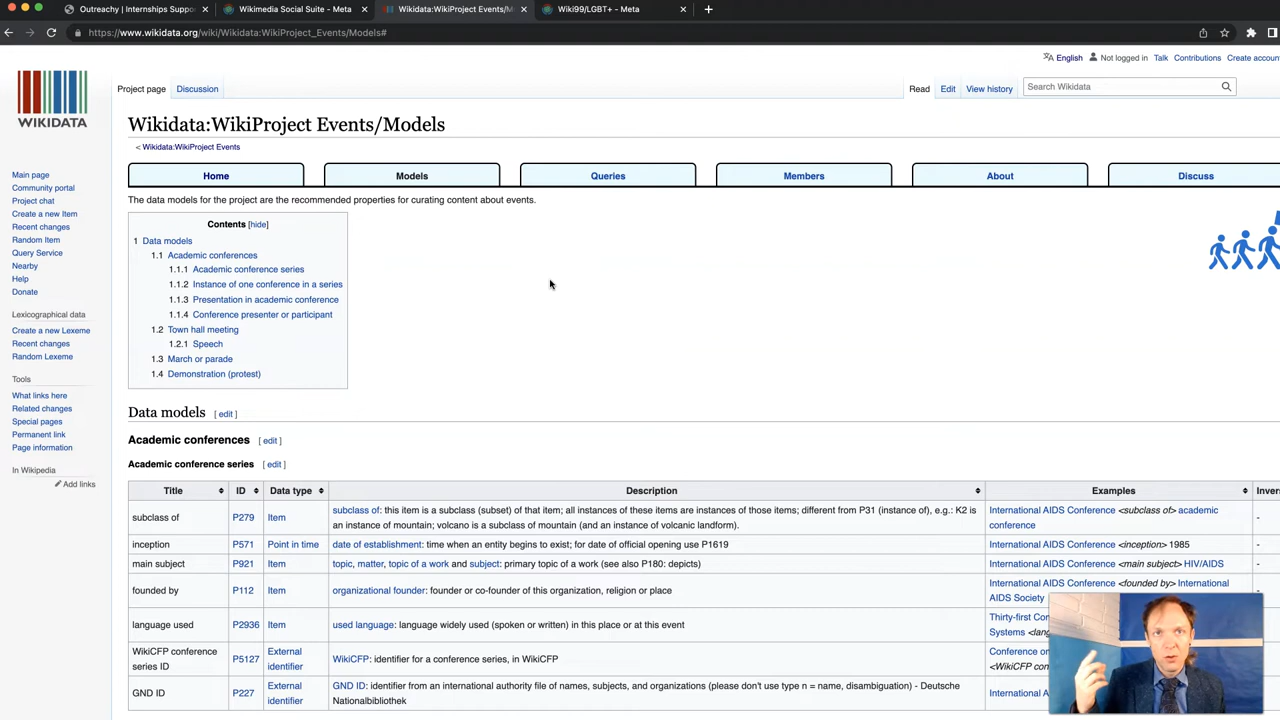 Outreachy | Internships Suppo
Wikimedia Social Suite - Meta
Wikidata:WikiProject Events/M
Wiki99/LGBT+ - Meta
https://www.wikidata.org/wiki/Wikidata:WikiProject_Events/Models#
English Not logged in Talk Contributions Create accoun
Project page Discussion Read Edit View history Search Wikidata
WIKIDATA
Wikidata:WikiProject Events/Models
< Wikidata:WikiProject Events
Home Models Queries Members About Discuss
The data models for the project are the recommended properties for curating content about events.
Main page
Community portal
Project chat
Create a new Item
Recent changes
Random Item
Query Service
Nearby
Help
Donate
Lexicographical data
Create a new Lexeme
Recent changes
Random Lexeme
Tools
What links here
Related changes
Special pages
Permanent link
Page information
In Wikipedia
Add links
Contents [hide]
1 Data models
1.1 Academic conferences
1.1.1 Academic conference series
1.1.2 Instance of one conference in a series
1.1.3 Presentation in academic conference
1.1.4 Conference presenter or participant
1.2 Town hall meeting
1.2.1 Speech
1.3 March or parade
1.4 Demonstration (protest)
Data models [ edit ]
Academic conferences [ edit ]
Academic conference series [ edit ]
Title ID Data type Description Examples Inver
subclass of P279 Item subclass of: this item is a subclass (subset) of that item; all instances of these items are instances of those items; different from P31 (instance of), e.g.: K2 is
an instance of mountain; volcano is a subclass of mountain (and an instance of volcanic landform).
International AIDS Conference <subclass of> academic
conference
-
inception P571 Point in time date of establishment: time when an entity begins to exist; for date of official opening use P1619 International AIDS Conference <inception> 1985 -
main subject P921 Item topic, matter, topic of a work and subject: primary topic of a work (see also P180: depicts) International AIDS Conference <main subject> HIV/AIDS -
founded by P112 Item organizational founder: founder or co-founder of this organization, religion or place International AIDS Conference <founded by> International
AIDS Society
-
language used P2936 Item used language: language widely used (spoken or written) in this place or at this event Thirty-first Con
Systems <lang
WikiCFP conference
series ID
P5127 External
identifier
WikiCFP: identifier for a conference series, in WikiCFP Conference on
<WikiCFP con
GND ID P227 External
identifier
GND ID: identifier from an international authority file of names, subjects, and organizations (please don't use type n = name, disambiguation) - Deutsche
Nationalbibliothek
International A